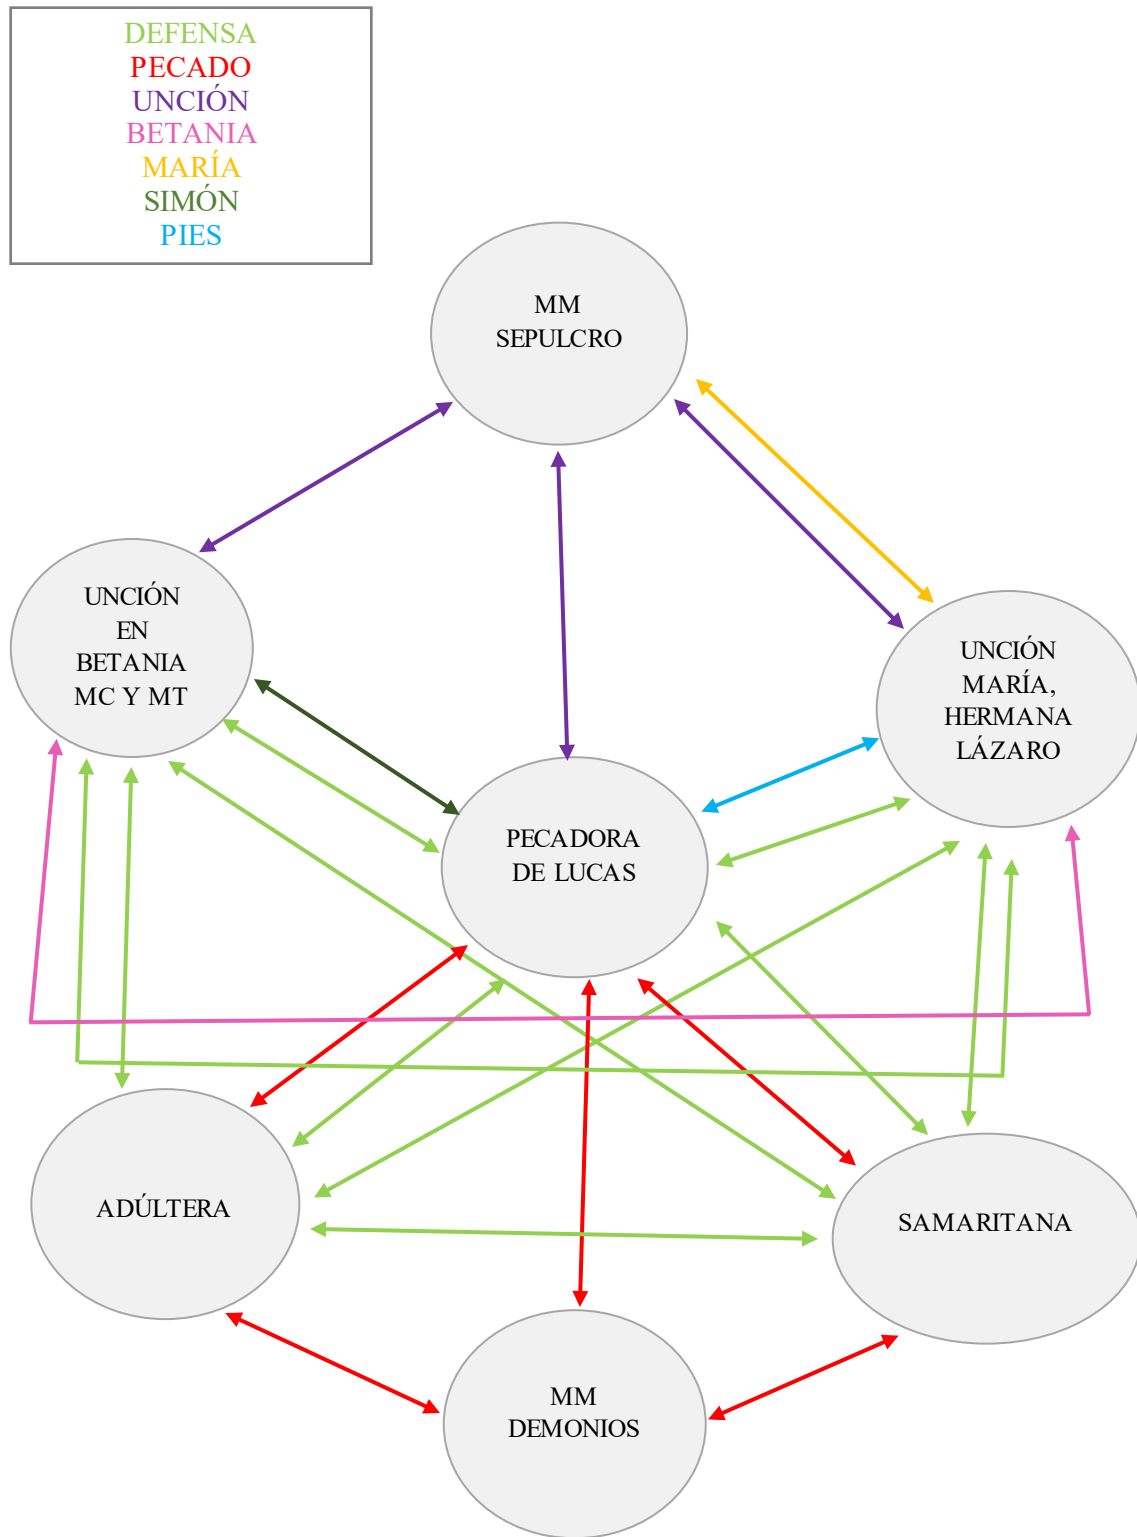 DEFENSA
PECADO
UNCIÓN
BETANIA
MARÍA
SIMÓN
PIES
MM
SEPULCRO
UNCIÓN
EN
BETANIA
MC Y MT
UNCIÓN
MARÍA,
HERMANA
LÁZARO
PECADORA
DE LUCAS
ADÚLTERA
SAMARITANA
MM
DEMONIOS